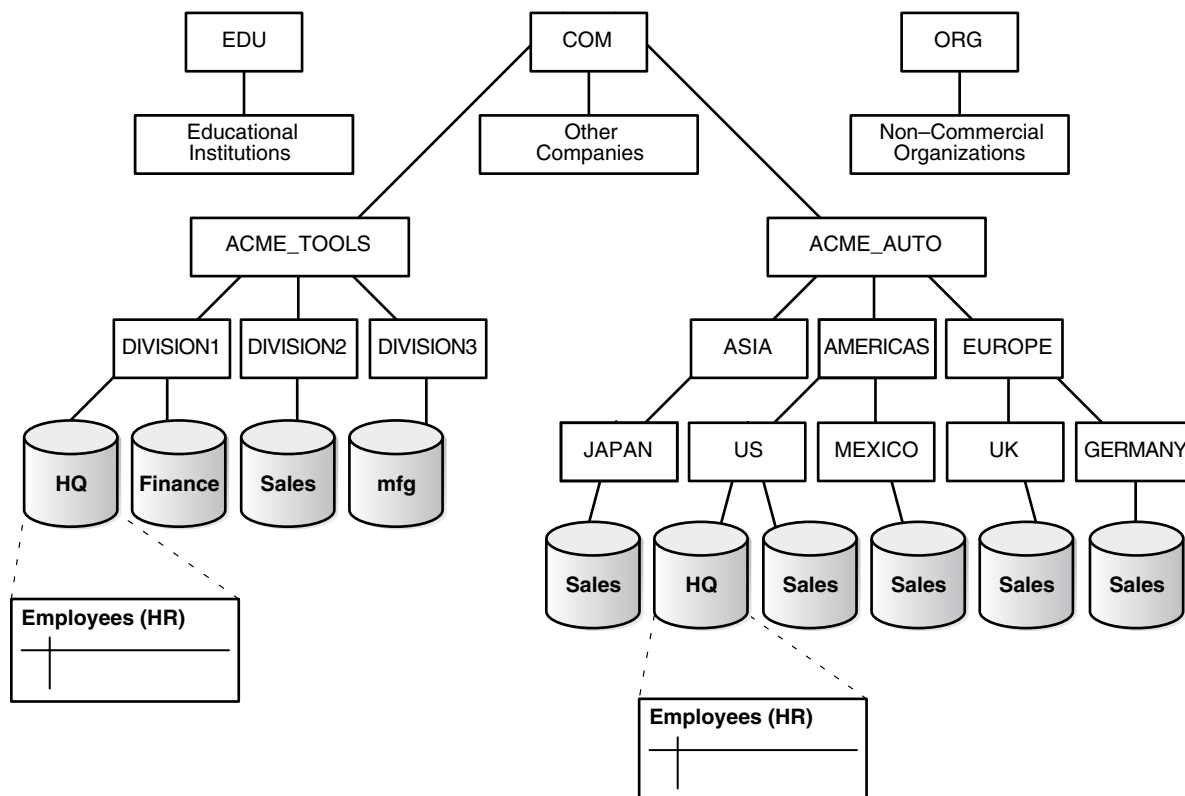 EDU
COM
ORG
Educational
Institutions
Other
Companies
Non–Commercial
Organizations
ACME_TOOLS
ACME_AUTO
DIVISION1
DIVISION2
DIVISION3
ASIA
AMERICAS
EUROPE
HQ
Finance
Sales
mfg
JAPAN
US
MEXICO
UK
GERMANY
Sales
HQ
Sales
Sales
Sales
Sales
Employees (HR)
Employees (HR)